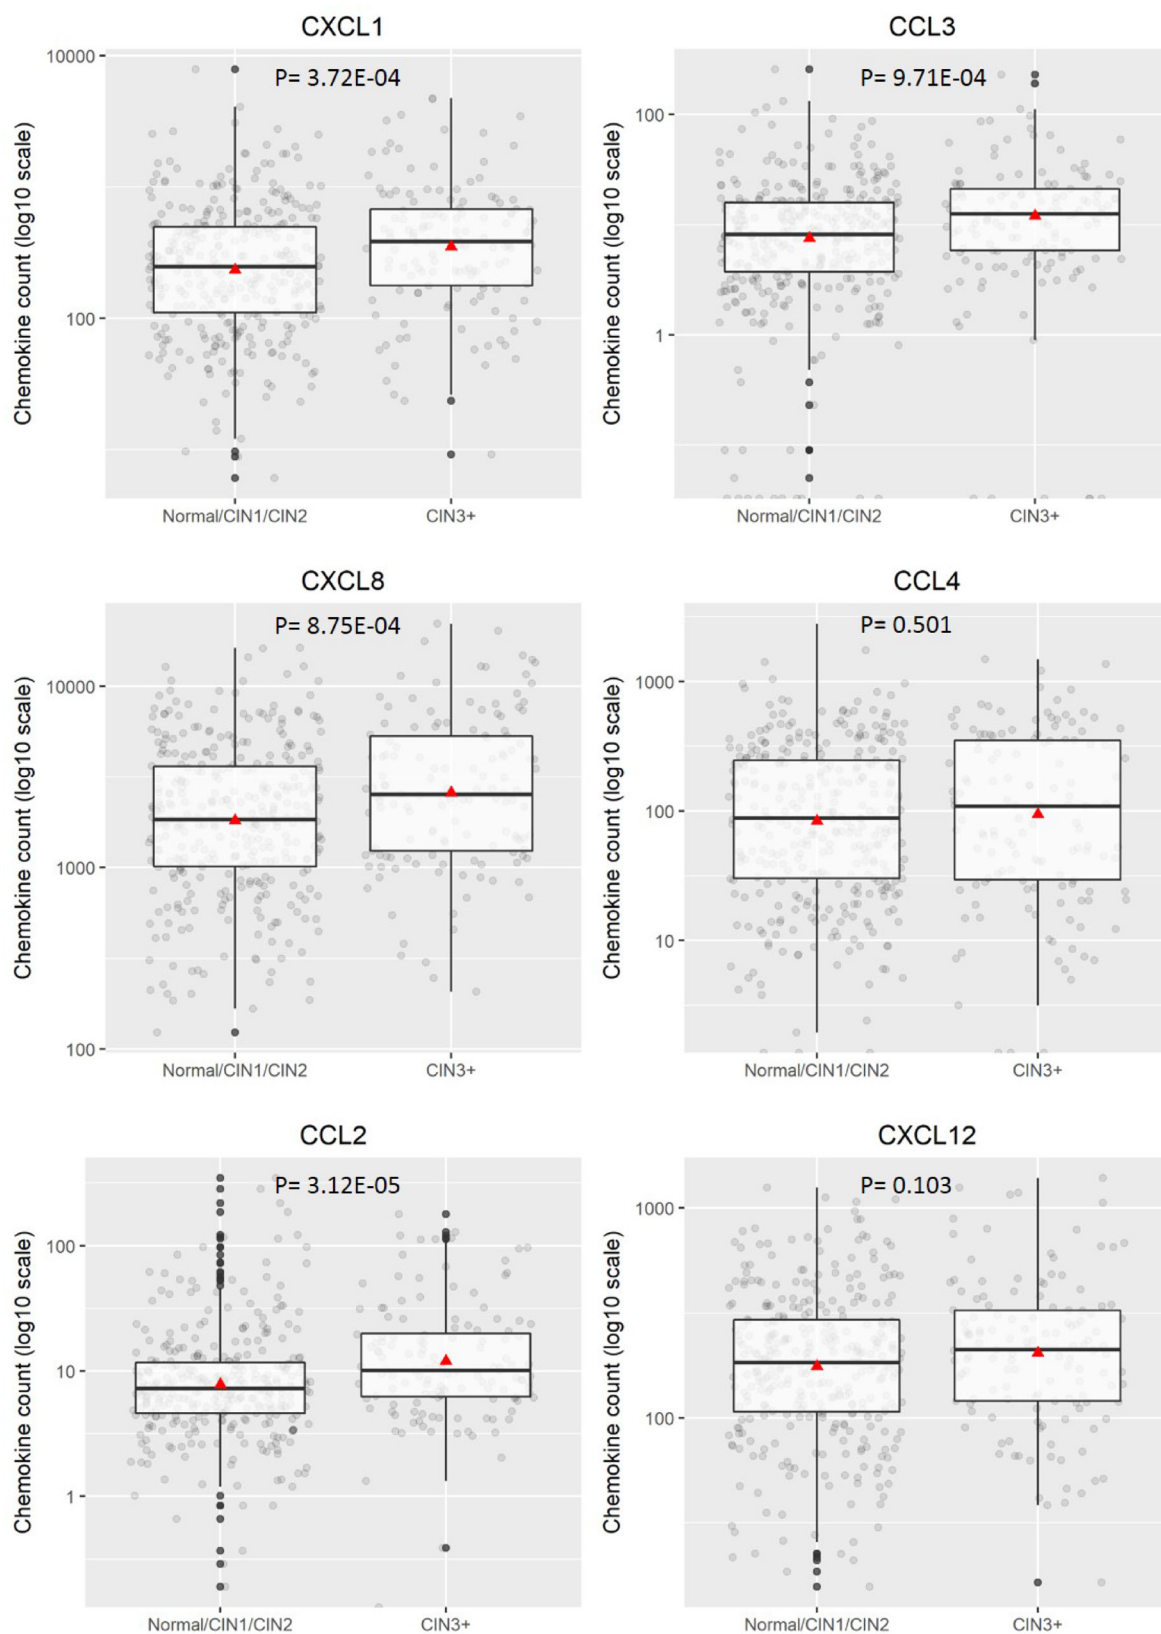 CXCL1
P= 3.72E-04
Chemokine count (log10 scale)
10000
100
Normal/CIN1/CIN2
CIN3+
CCL3
P= 9.71E-04
Chemokine count (log10 scale)
100
1
Normal/CIN1/CIN2
CIN3+
CXCL8
P= 8.75E-04
Chemokine count (log10 scale)
10000
1000
100
Normal/CIN1/CIN2
CIN3+
CCL4
P= 0.501
Chemokine count (log10 scale)
1000
100
10
Normal/CIN1/CIN2
CIN3+
CCL2
P= 3.12E-05
Chemokine count (log10 scale)
100
10
1
Normal/CIN1/CIN2
CIN3+
CXCL12
P= 0.103
Chemokine count (log10 scale)
1000
100
Normal/CIN1/CIN2
CIN3+